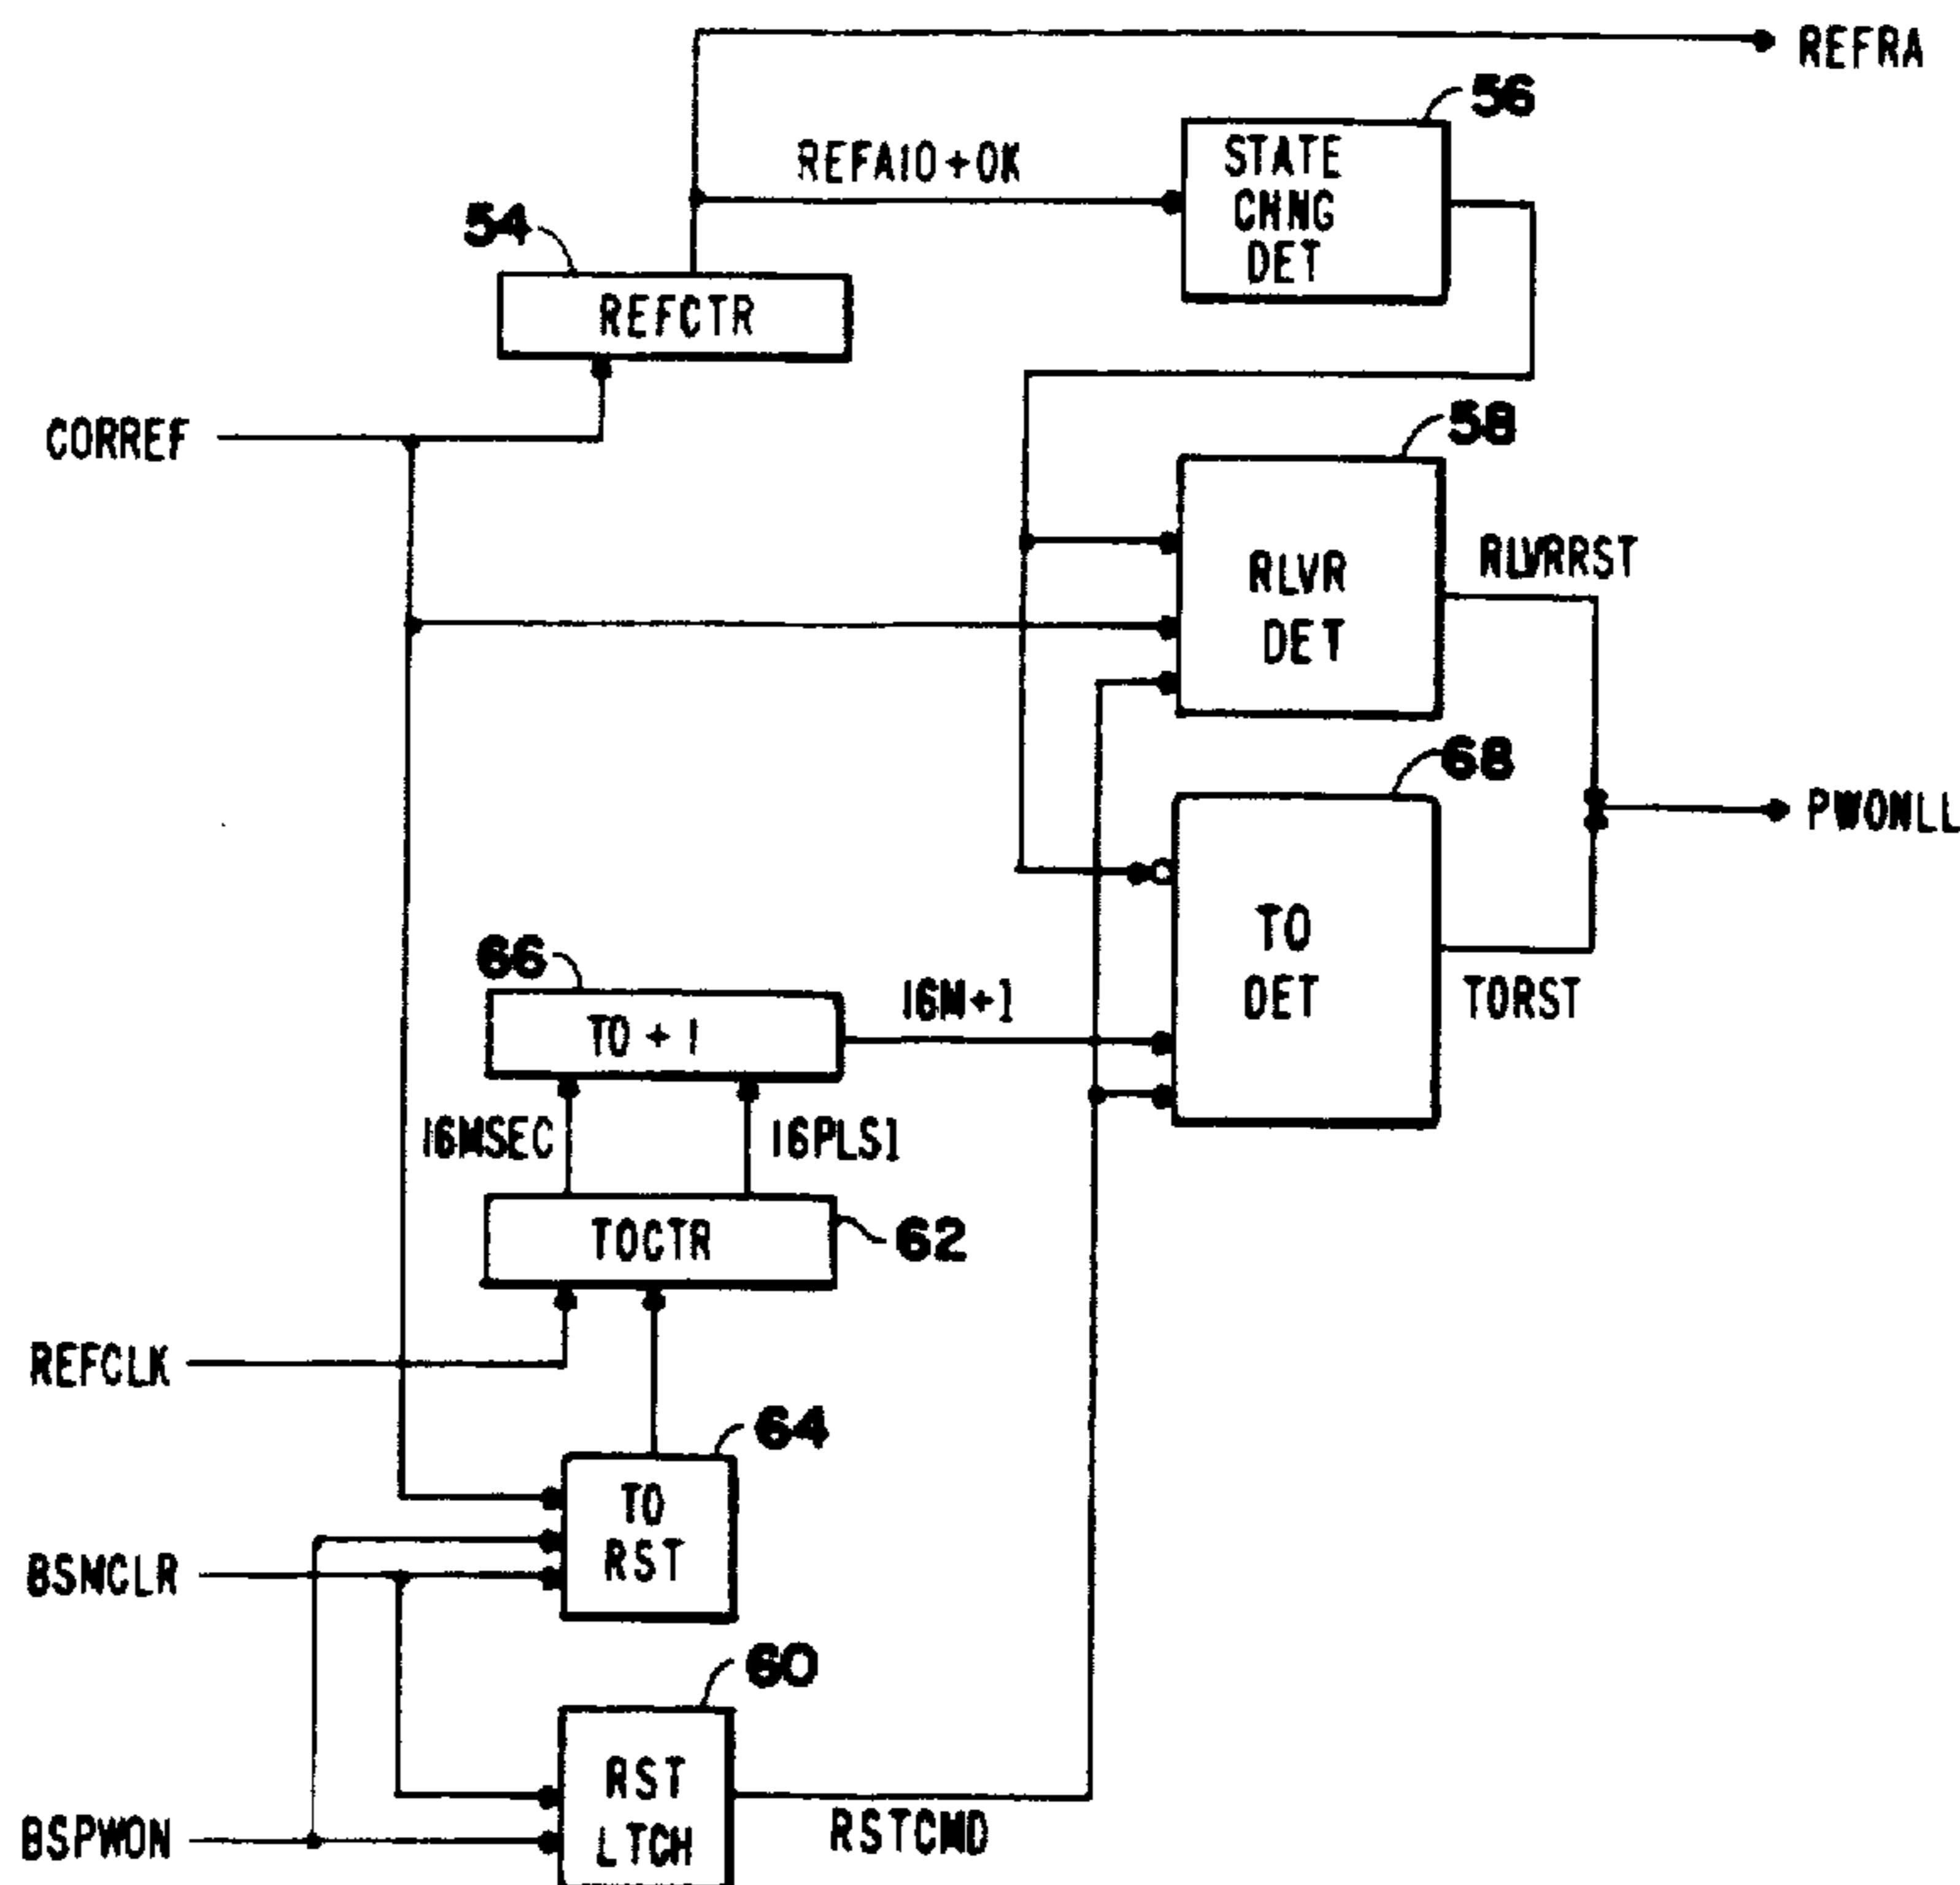 REFRA
56
REFA10+OK
STATE
CHNG
DET
54
REFCTR
CORREF
58
RLVR
DET
RLVRRST
68
PWONLL
TO
DET
TORST
66
TO+1
16M+1
16MSEC
16PLS1
TOCTR
62
REFCLK
64
TO
RST
BSMCLR
60
RST
LTCH
RSTCMD
BSPWON